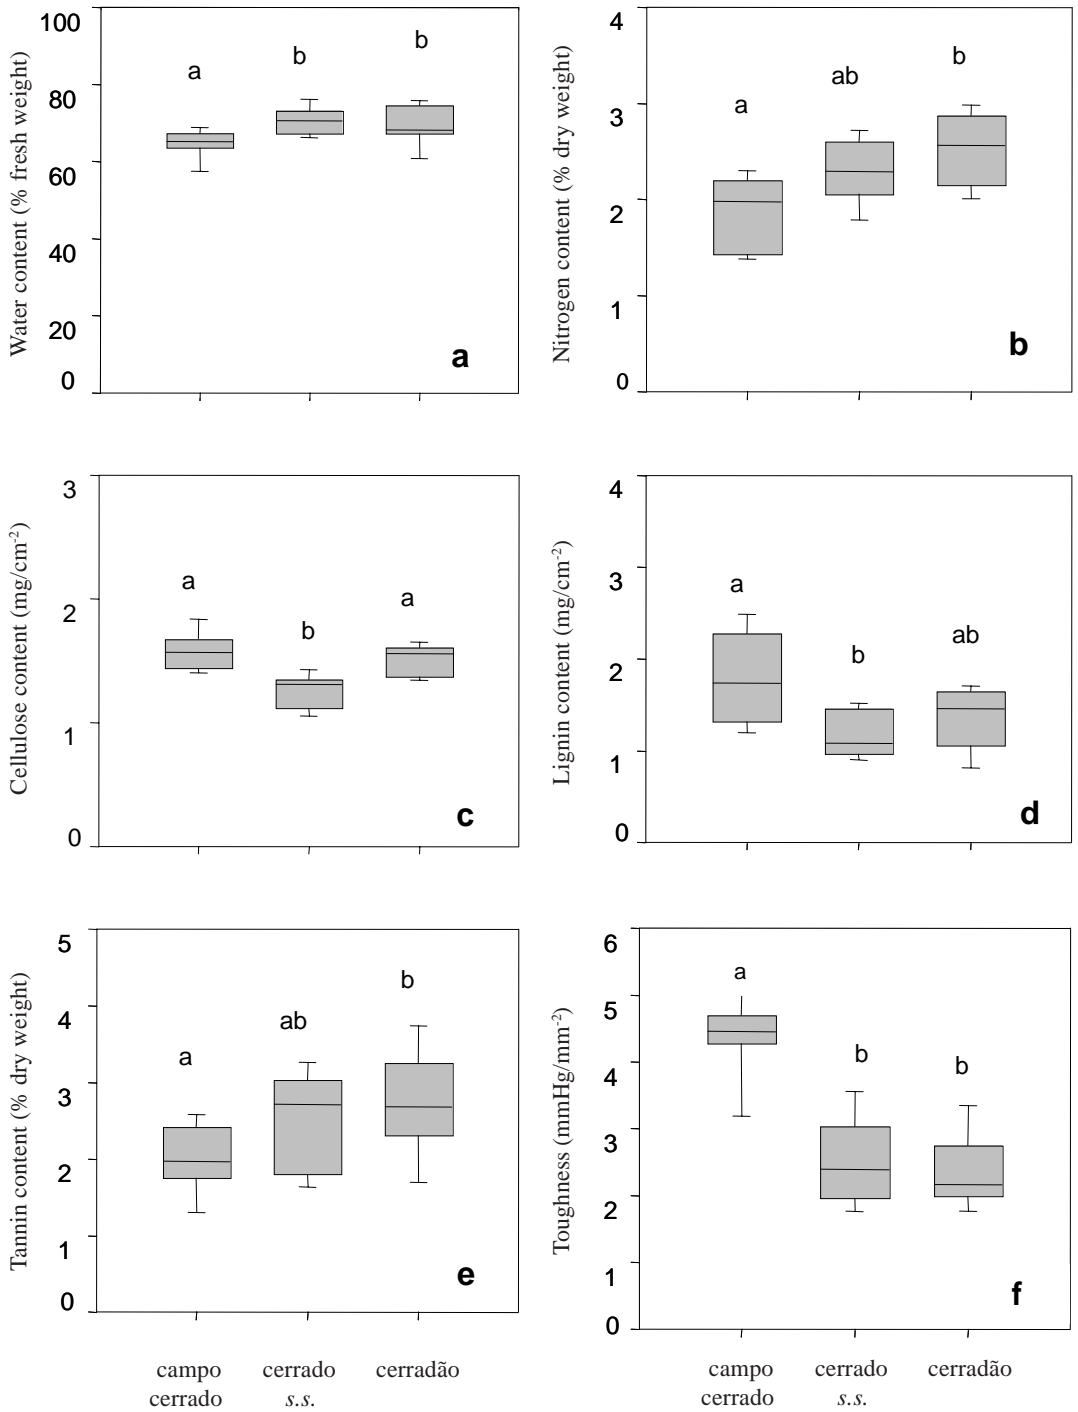 100
80
60
40
20
0
Water content (% fresh weight)
a
b
b
a
4
3
2
1
0
Nitrogen content (% dry weight)
a
ab
b
b
3
2
1
0
Cellulose content (mg/cm-2)
a
b
a
c
4
3
2
1
0
Lignin content (mg/cm-2)
a
b
ab
d
5
4
3
2
1
0
Tannin content (% dry weight)
a
ab
b
e
campo
cerrado
cerrado
s.s.
cerradão
6
5
4
3
2
1
0
Toughness (mmHg/mm-2)
a
b
b
f
campo
cerrado
cerrado
s.s.
cerradão